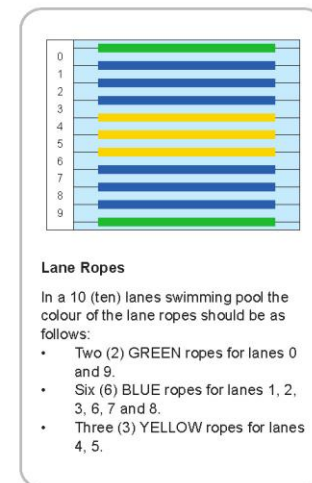 0
1
2
3
4
5
6
7
8
9
Lane Ropes
In a 10 (ten) lanes swimming pool the
colour of the lane ropes should be as
follows:
• Two (2) GREEN ropes for lanes 0
and 9.
• Six (6) BLUE ropes for lanes 1, 2,
3, 6, 7 and 8.
• Three (3) YELLOW ropes for lanes
4, 5.